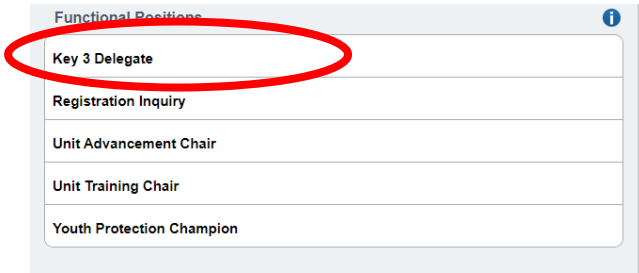 Functional Positions
Key 3 Delegate
Registration Inquiry
Unit Advancement Chair
Unit Training Chair
Youth Protection Champion